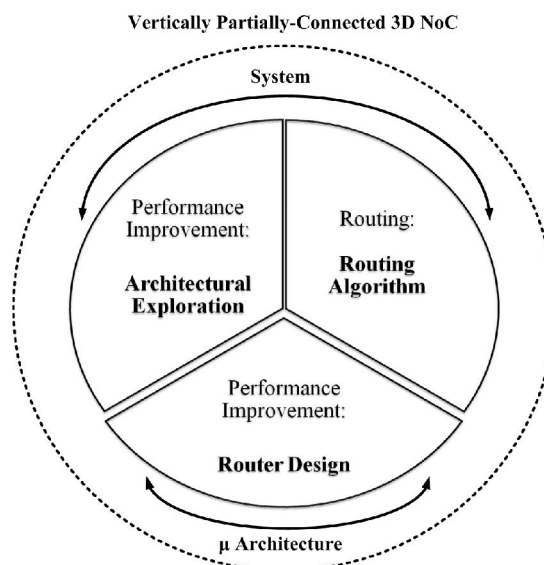 Vertically Partially-Connected 3D NoC
System
Performance
Improvement:
Architectural
Exploration
Routing:
Routing
Algorithm
Performance
Improvement:
Router Design
μ Architecture